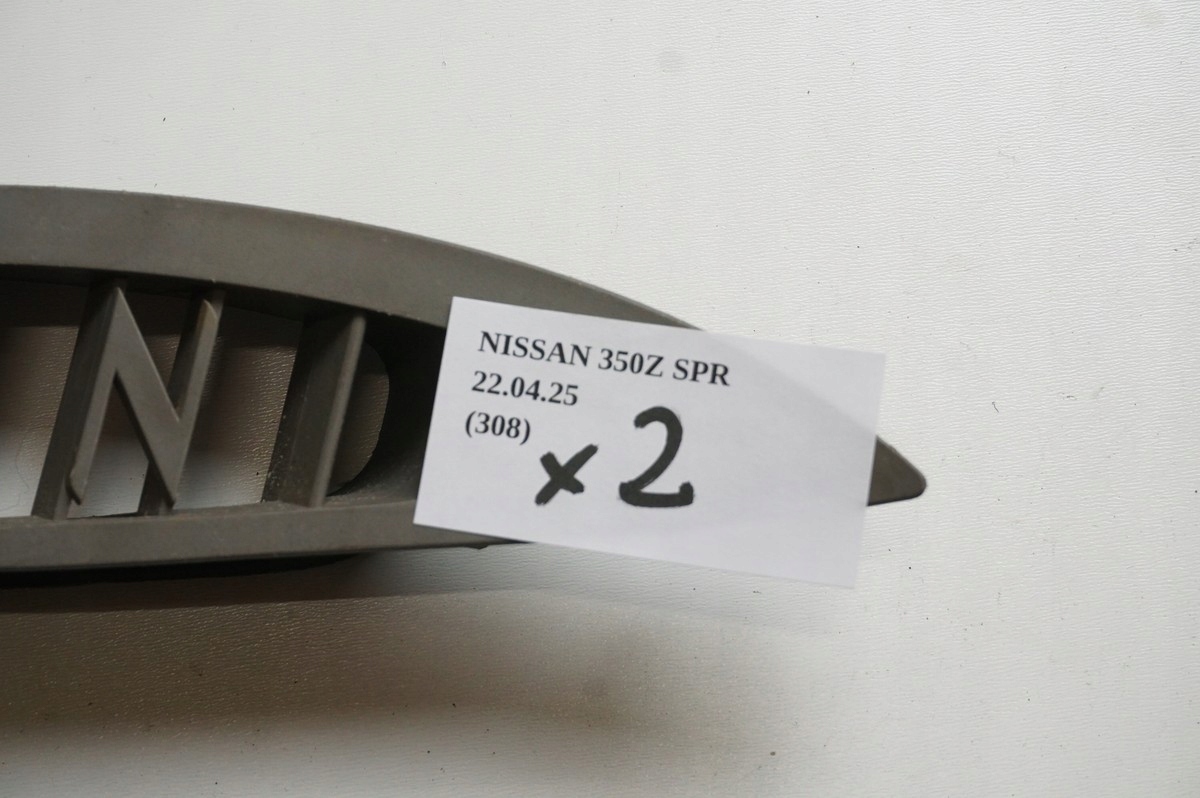 N
NISSAN 350Z SPR
22.04.25
(308)
x2